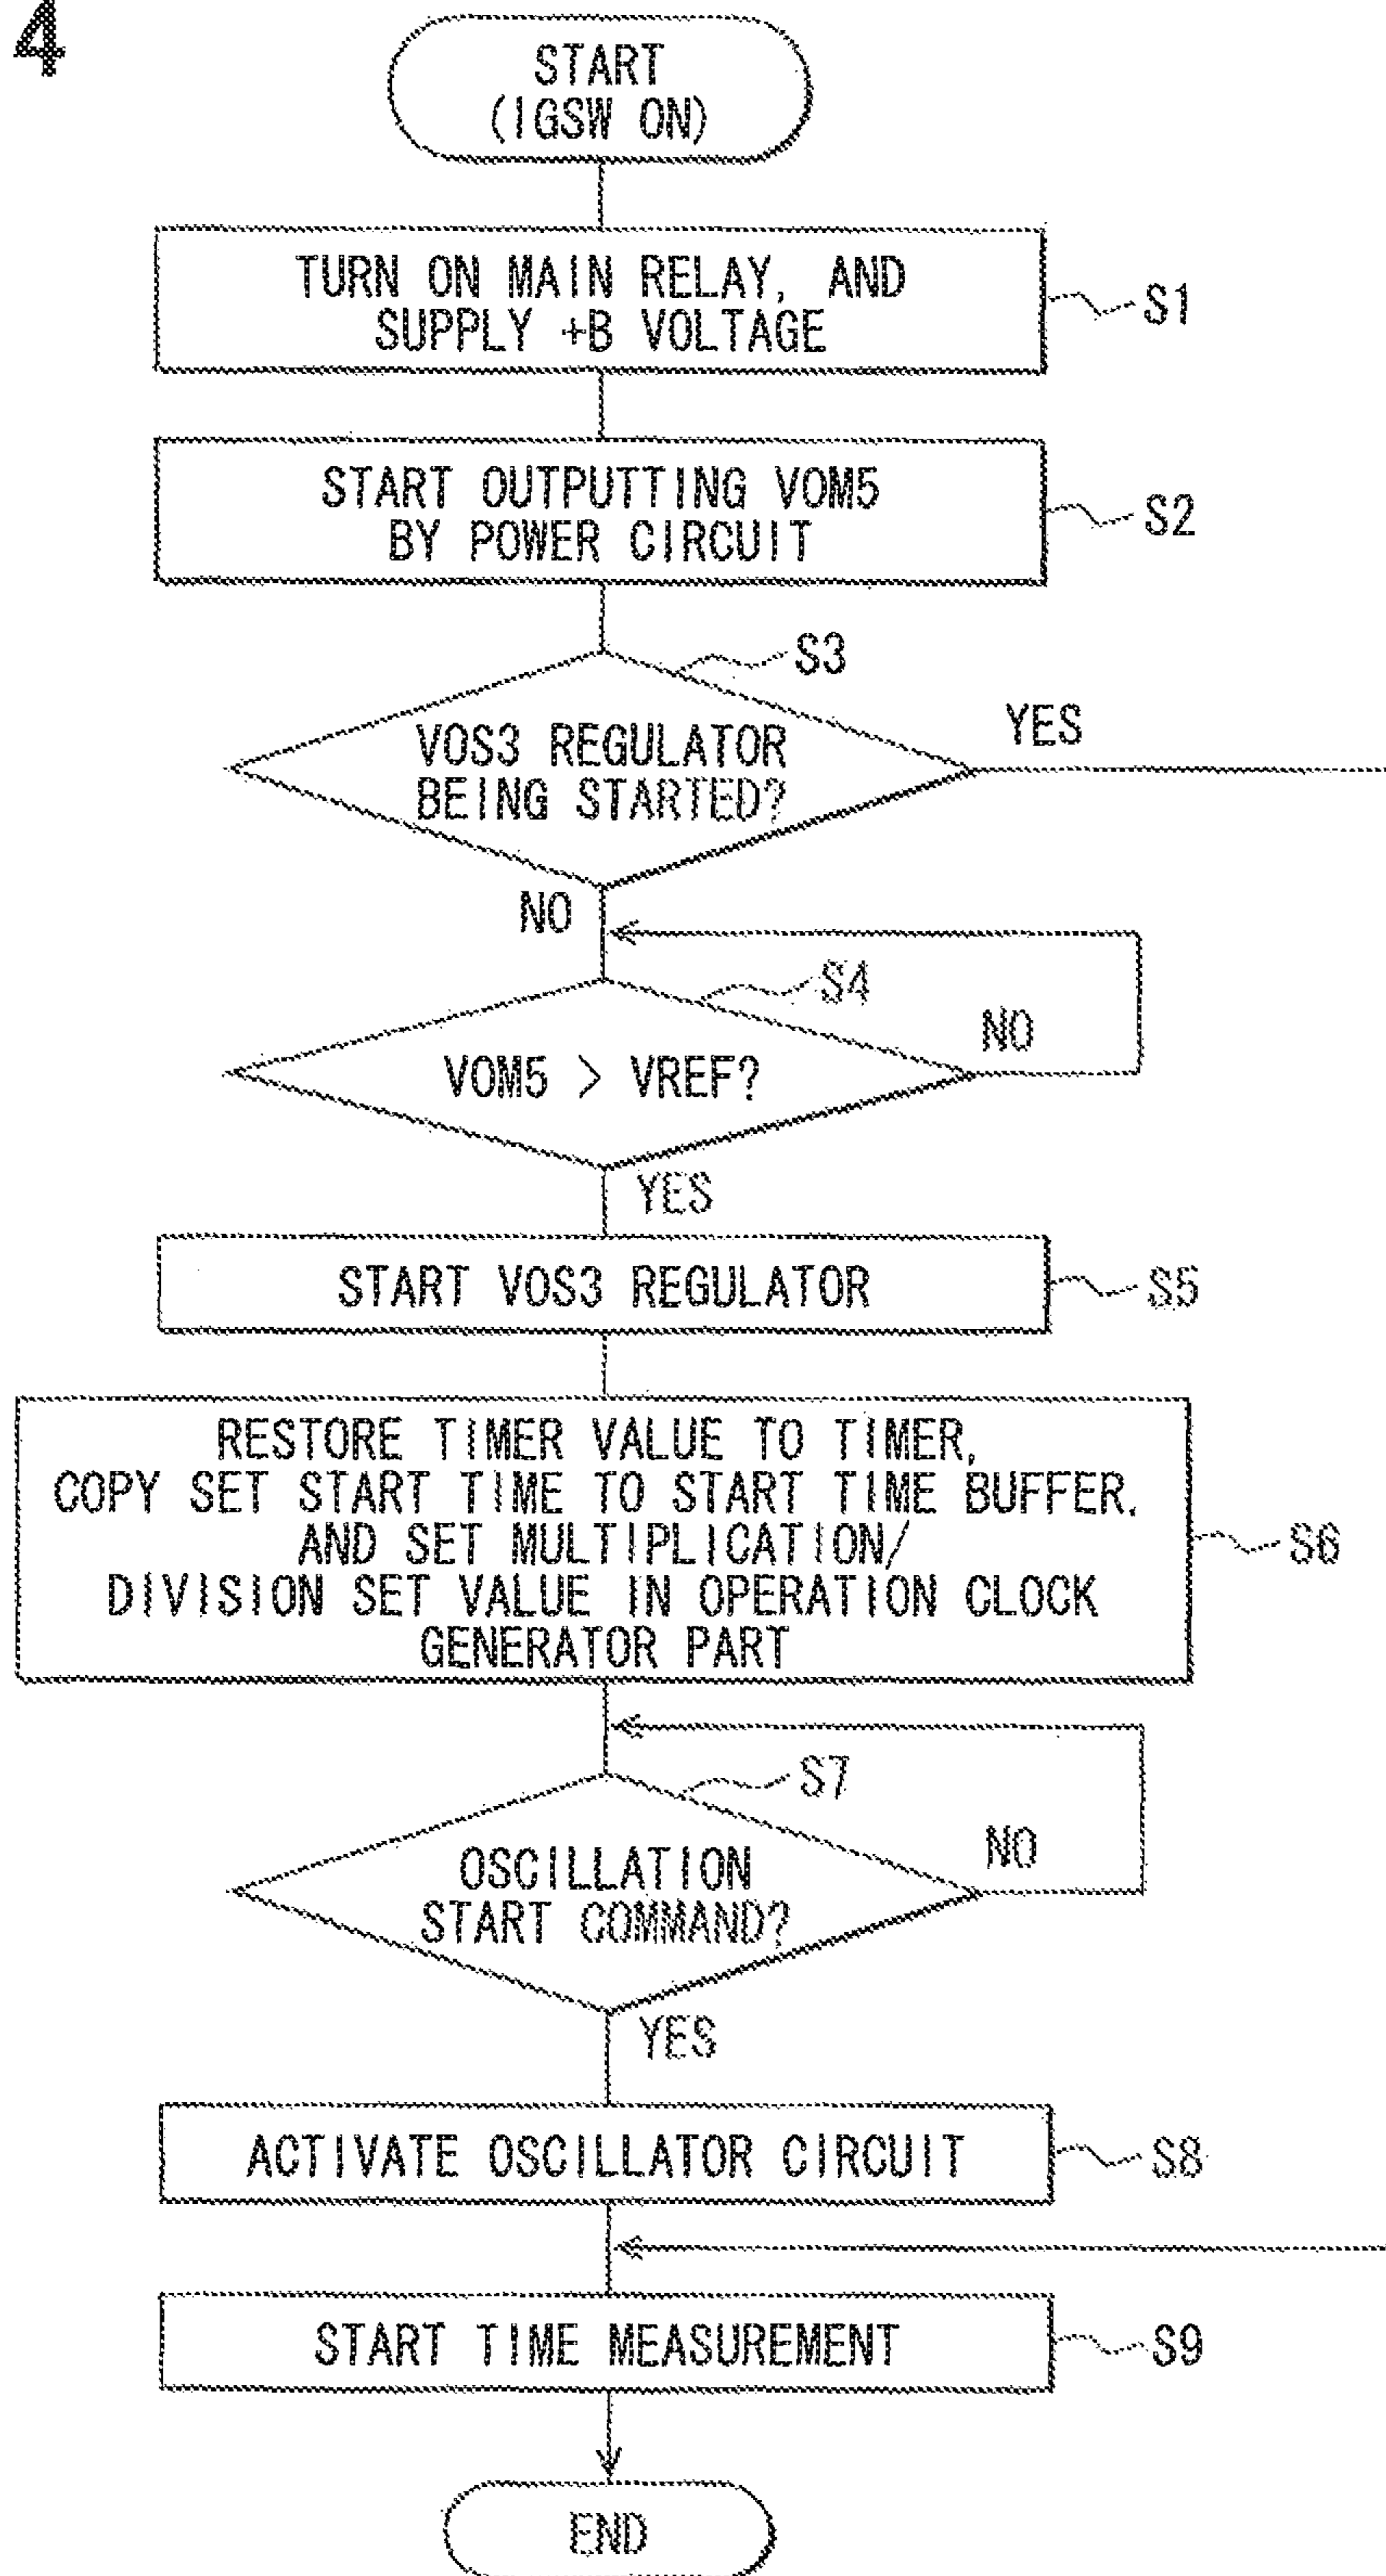 4
START
(IGSW ON)
TURN ON MAIN RELAY, AND
SUPPLY +B VOLTAGE
S1
START OUTPUTTING VOM5
BY POWER CIRCUIT
S2
S3
VOS3 REGULATOR
BEING STARTED?
YES
NO
S4
VOM5 > VREF?
NO
YES
START VOS3 REGULATOR
S5
RESTORE TIMER VALUE TO TIMER,
COPY SET START TIME TO START TIME BUFFER,
AND SET MULTIPLICATION/
DIVISION SET VALUE IN OPERATION CLOCK
GENERATOR PART
S6
S7
OSCILLATION
START COMMAND?
NO
YES
ACTIVATE OSCILLATOR CIRCUIT
S8
START TIME MEASUREMENT
S9
END